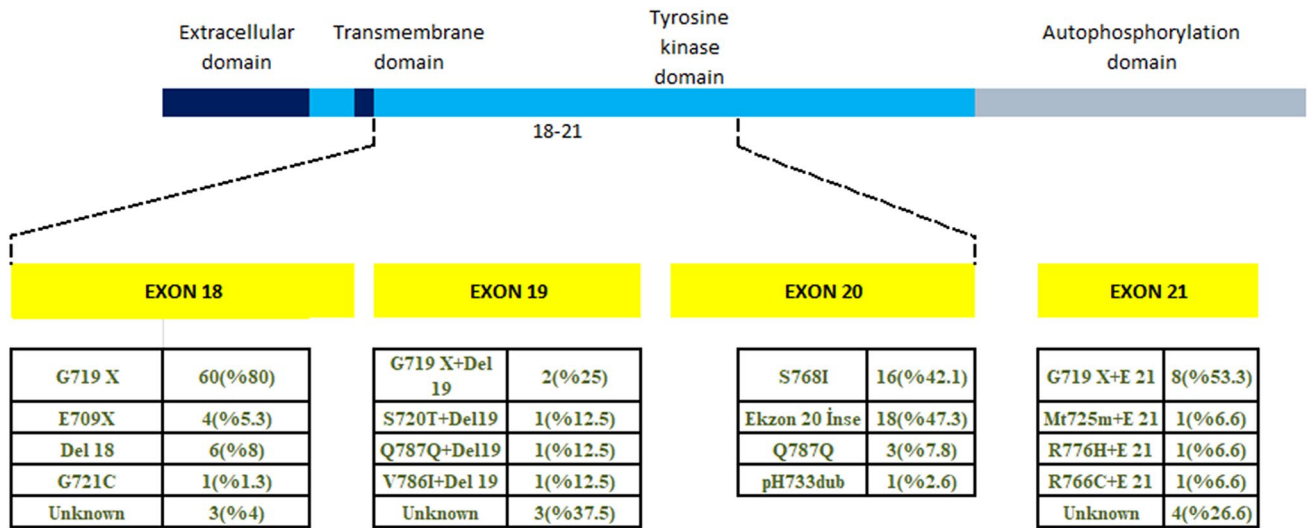 Extracellular
domain
Transmembrane
domain
Tyrosine
kinase
domain
Autophosphorylation
domain
18-21
EXON 18
EXON 19
EXON 20
EXON 21
G719 X 60(%80)
E709X 4(%5.3)
Del 18 6(%8)
G721C 1(%1.3)
Unknown 3(%4)
G719 X+Del
19 2(%25)
S720T+Del19 1(%12.5)
Q787Q+Del19 1(%12.5)
V786I+Del 19 1(%12.5)
Unknown 3(%37.5)
S768I 16(%42.1)
Ekzon 20 İnse 18(%47.3)
Q787Q 3(%7.8)
pH733dub 1(%2.6)
G719 X+E 21 8(%53.3)
Mt725m+E 21 1(%6.6)
R776H+E 21 1(%6.6)
R766C+E 21 1(%6.6)
Unknown 4(%26.6)